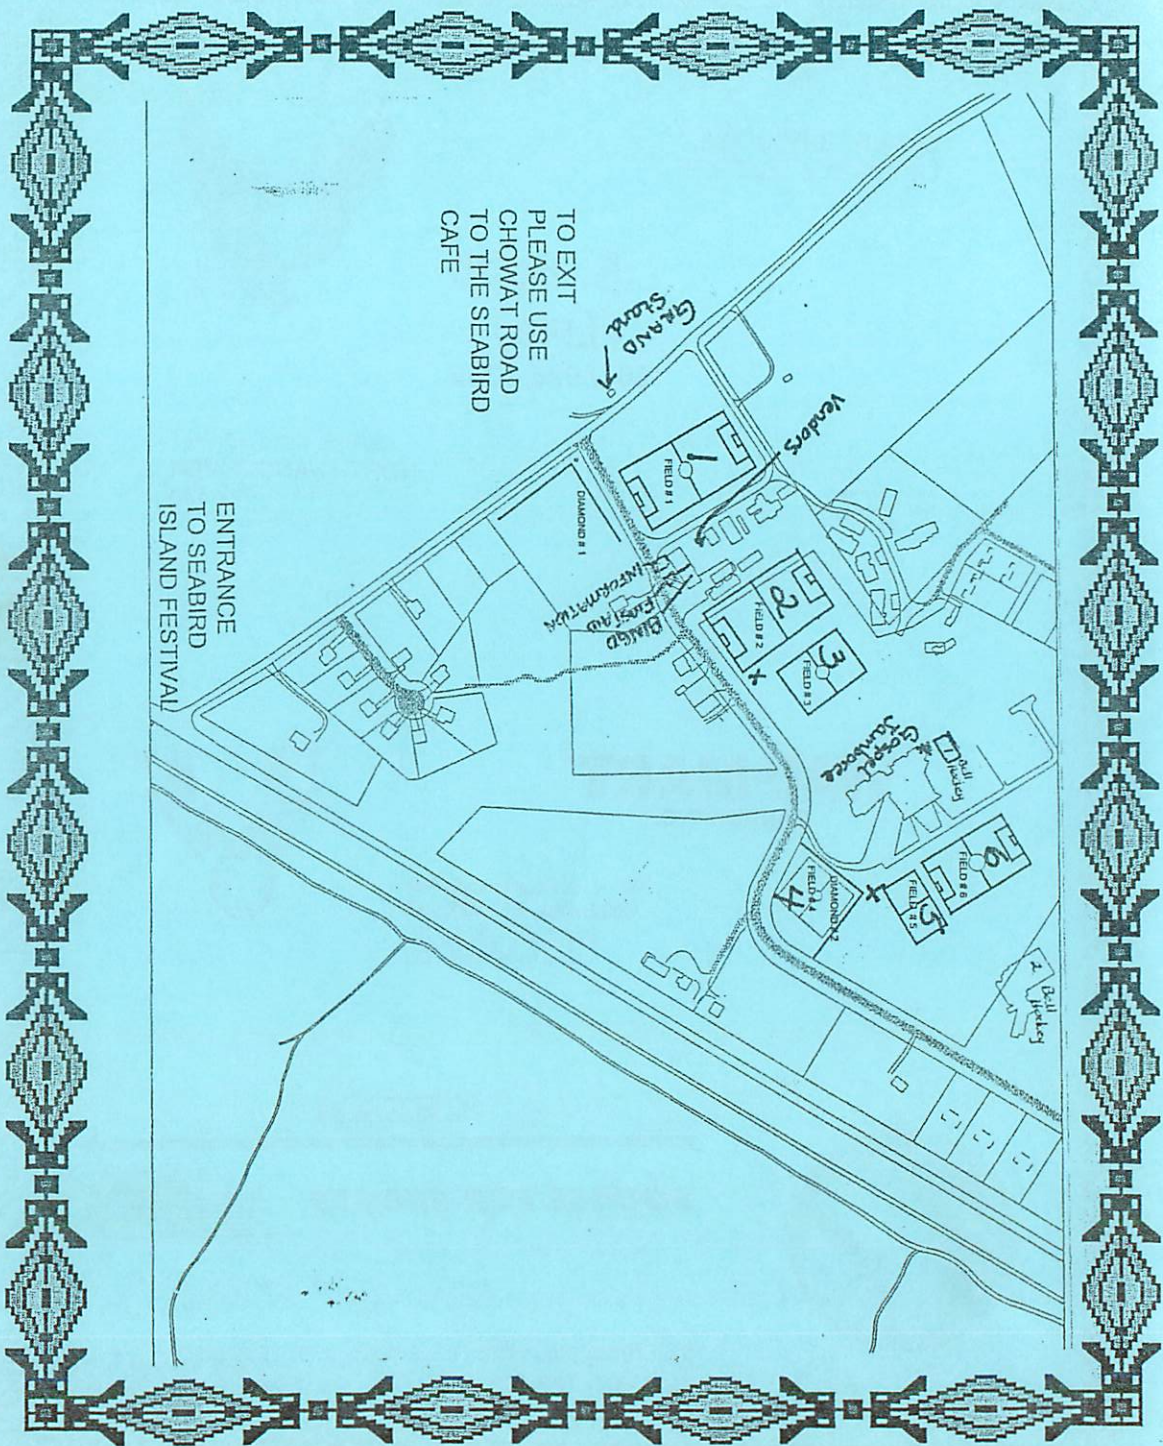 TO EXIT
PLEASE USE
CHOWAT ROAD
TO THE SEABIRD
CAFE
ENTRANCE
TO SEABIRD
ISLAND FESTIVAL
GRAND
Stand
Vendors
1
FIELD # 1
DIAMOND # 1
INFORMATION
FIRST AID
BINGO
2
FIELD # 2
X
3
FIELD # 3
Gospel
Jamboree
1 Ball
Hockey
6
FIELD # 6
5
FIELD # 5
X
DIAMOND # 2
FIELD # 4
4
2 Ball
Hockey